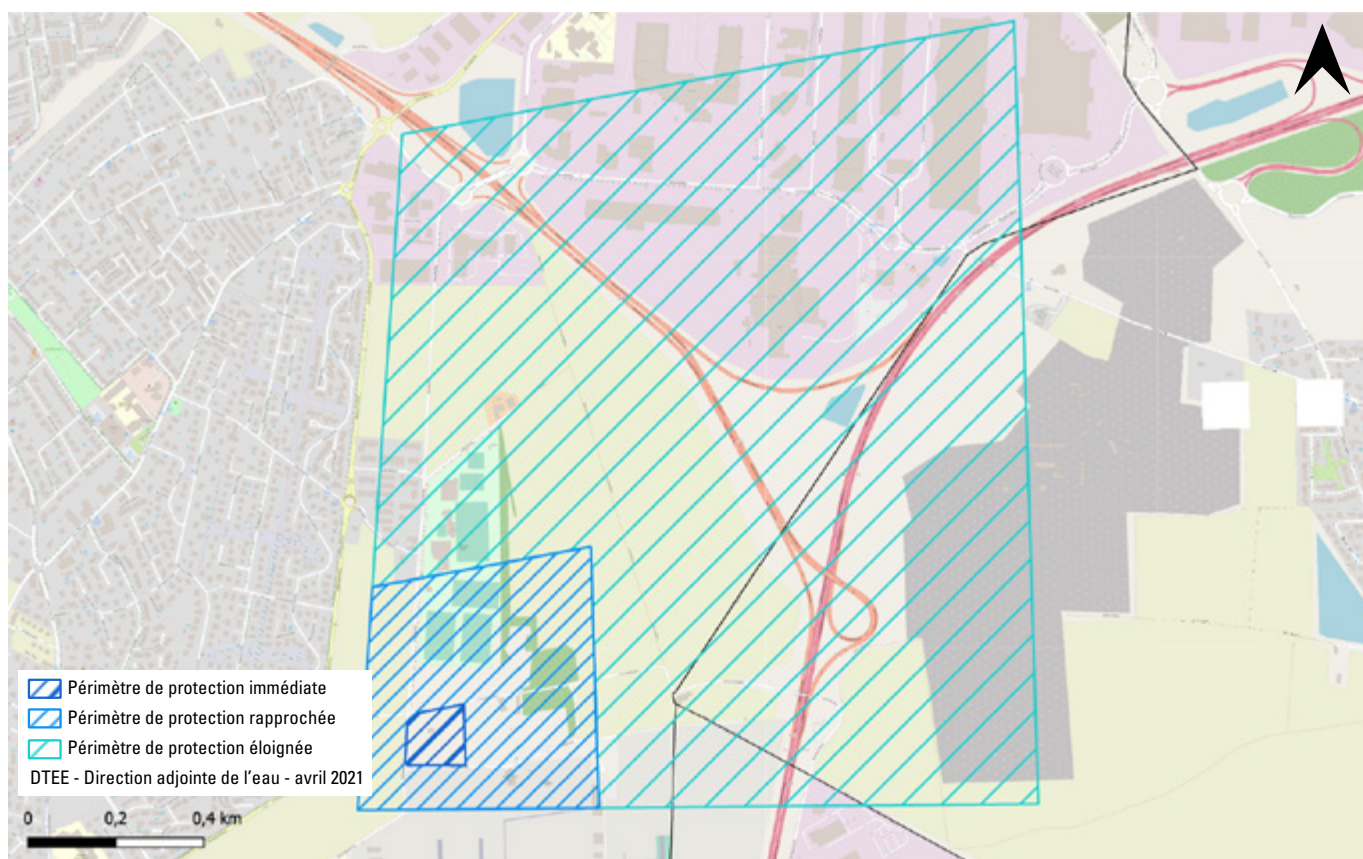 Périmètre de protection immédiate
Périmètre de protection rapprochée
Périmètre de protection éloignée
DTEE - Direction adjointe de l'eau - avril 2021
0 0,2 0,4 km